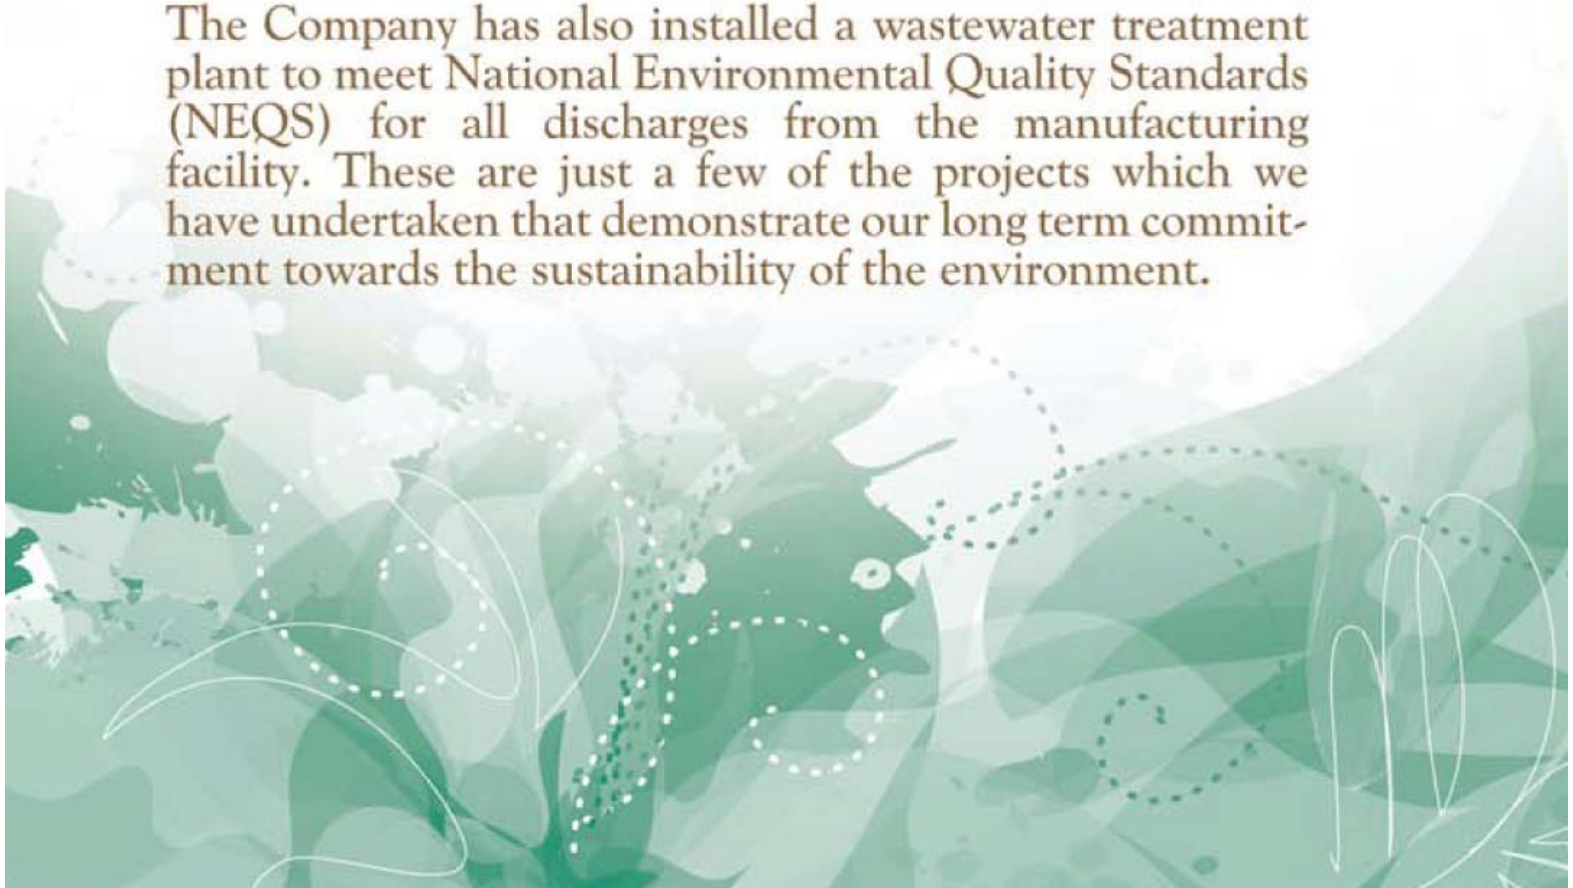 The Company has also installed a wastewater treatment
plant to meet National Environmental Quality Standards
(NEQS) for all discharges from the manufacturing
facility. These are just a few of the projects which we
have undertaken that demonstrate our long term commit-
ment towards the sustainability of the environment.